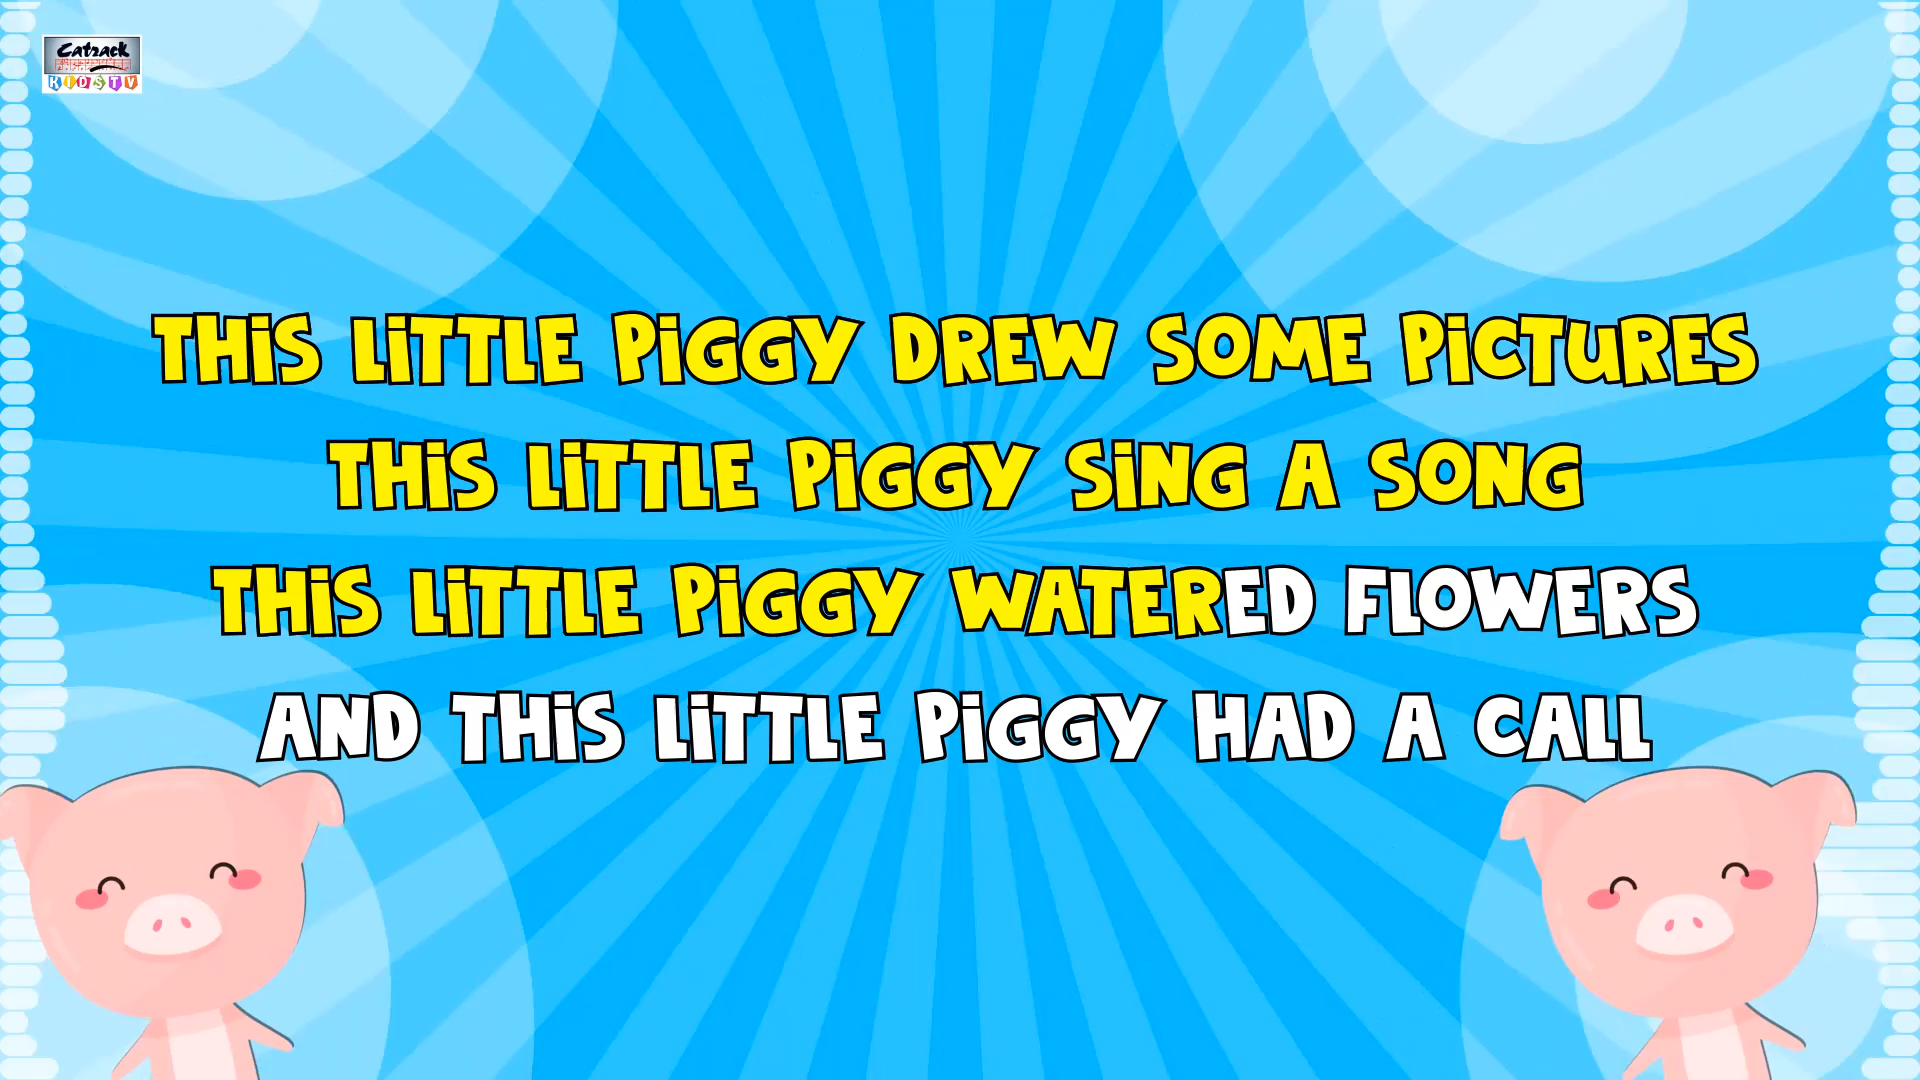 Catrack
KIDS TV
THIS LITTLE PIGGY DREW SOME PICTURES
THIS LITTLE PIGGY SING A SONG
THIS LITTLE PIGGY WATERED FLOWERS
AND THIS LITTLE PIGGY HAD A CALL